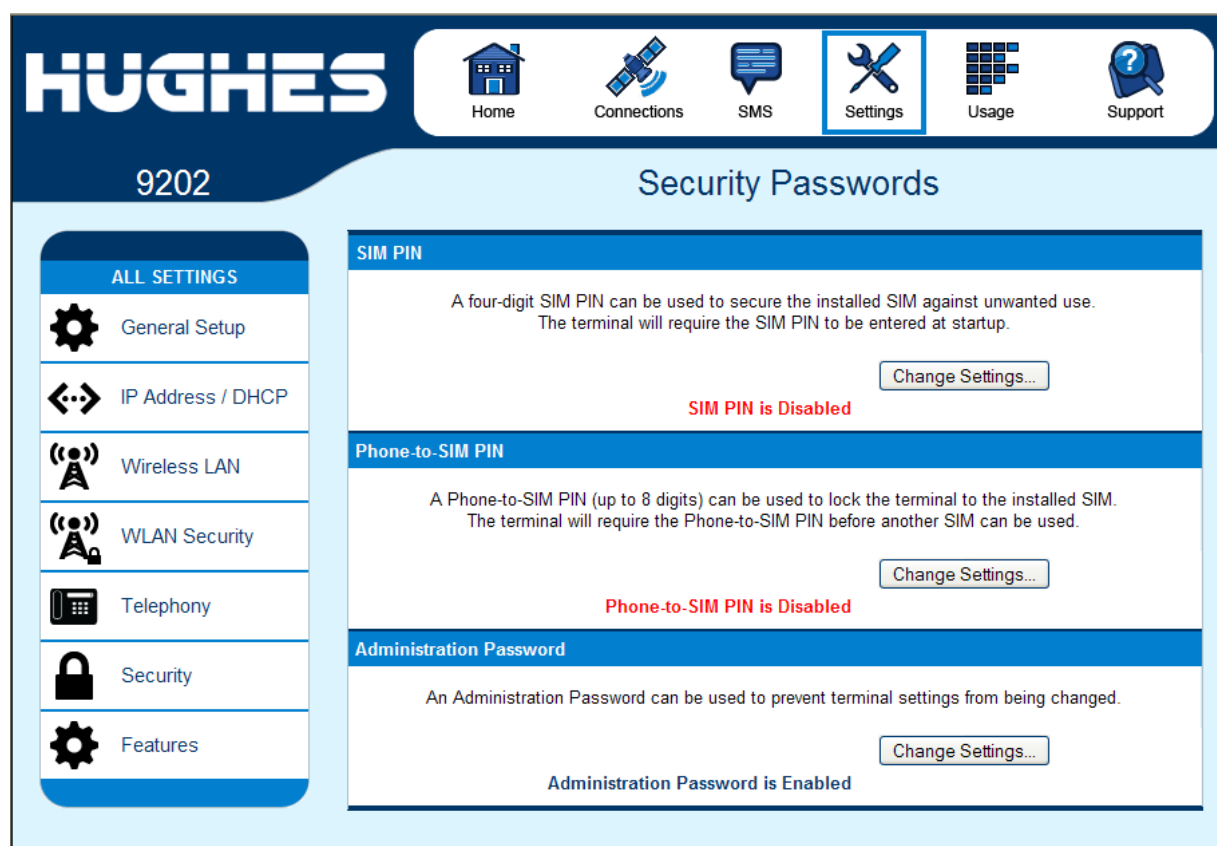 HUGHES
Home
Connections
SMS
Settings
Usage
Support
9202
Security Passwords
ALL SETTINGS
General Setup
IP Address / DHCP
Wireless LAN
WLAN Security
Telephony
Security
Features
SIM PIN
A four-digit SIM PIN can be used to secure the installed SIM against unwanted use.
The terminal will require the SIM PIN to be entered at startup.
Change Settings...
SIM PIN is Disabled
Phone-to-SIM PIN
A Phone-to-SIM PIN (up to 8 digits) can be used to lock the terminal to the installed SIM.
The terminal will require the Phone-to-SIM PIN before another SIM can be used.
Change Settings...
Phone-to-SIM PIN is Disabled
Administration Password
An Administration Password can be used to prevent terminal settings from being changed.
Change Settings...
Administration Password is Enabled